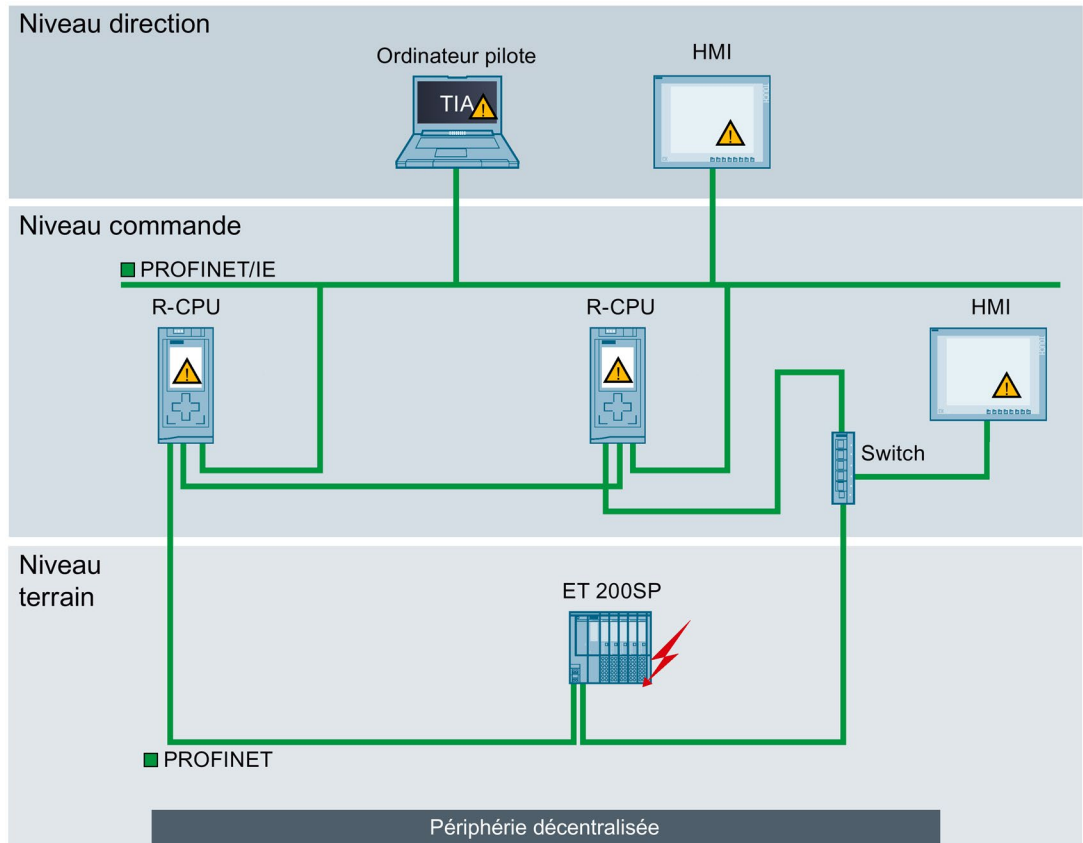 Niveau direction
Ordinateur pilote
HMI
TIA
Niveau commande
PROFINET/IE
R-CPU
R-CPU
HMI
Switch
Niveau
terrain
ET 200SP
PROFINET
Périphérie décentralisée